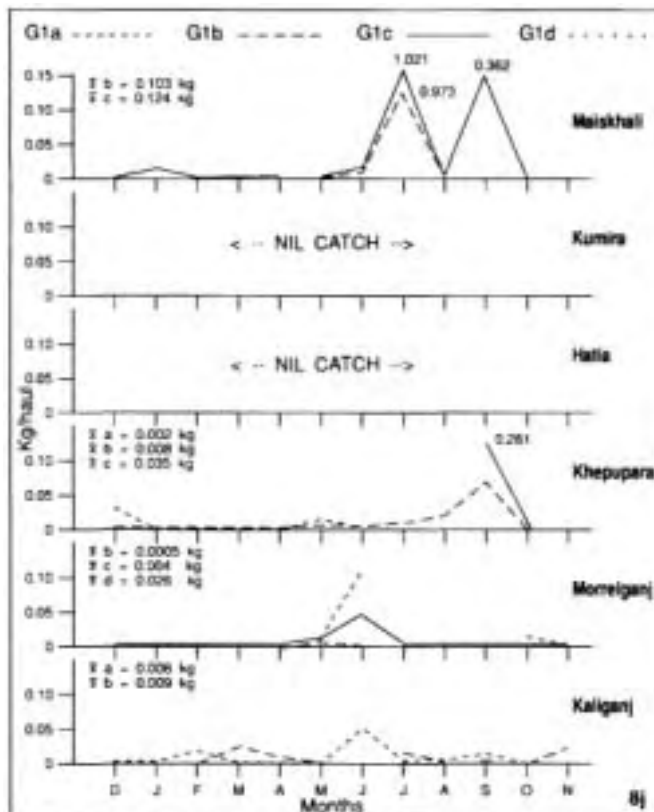 G1a G1b G1c G1d
1.021 0.362
0.15
x̄ b = 0.103 kg
x̄ c = 0.124 kg
0.973
0.10
Maiskhali
0.05
0
0.10
Kumira
<-- NIL CATCH -->
0.05
0
0.10
Hatia
<-- NIL CATCH -->
0.05
0
Kg/haul
x̄ a = 0.002 kg
x̄ b = 0.008 kg
x̄ c = 0.035 kg
0.261
0.10
Khepupara
0.05
0
x̄ b = 0.0005 kg
x̄ c = 0.064 kg
x̄ d = 0.026 kg
0.10
Morrelganj
0.05
0
x̄ a = 0.006 kg
x̄ b = 0.009 kg
0.10
Kaliganj
0.05
0
D J F M A M J J A S O N
Months
8j